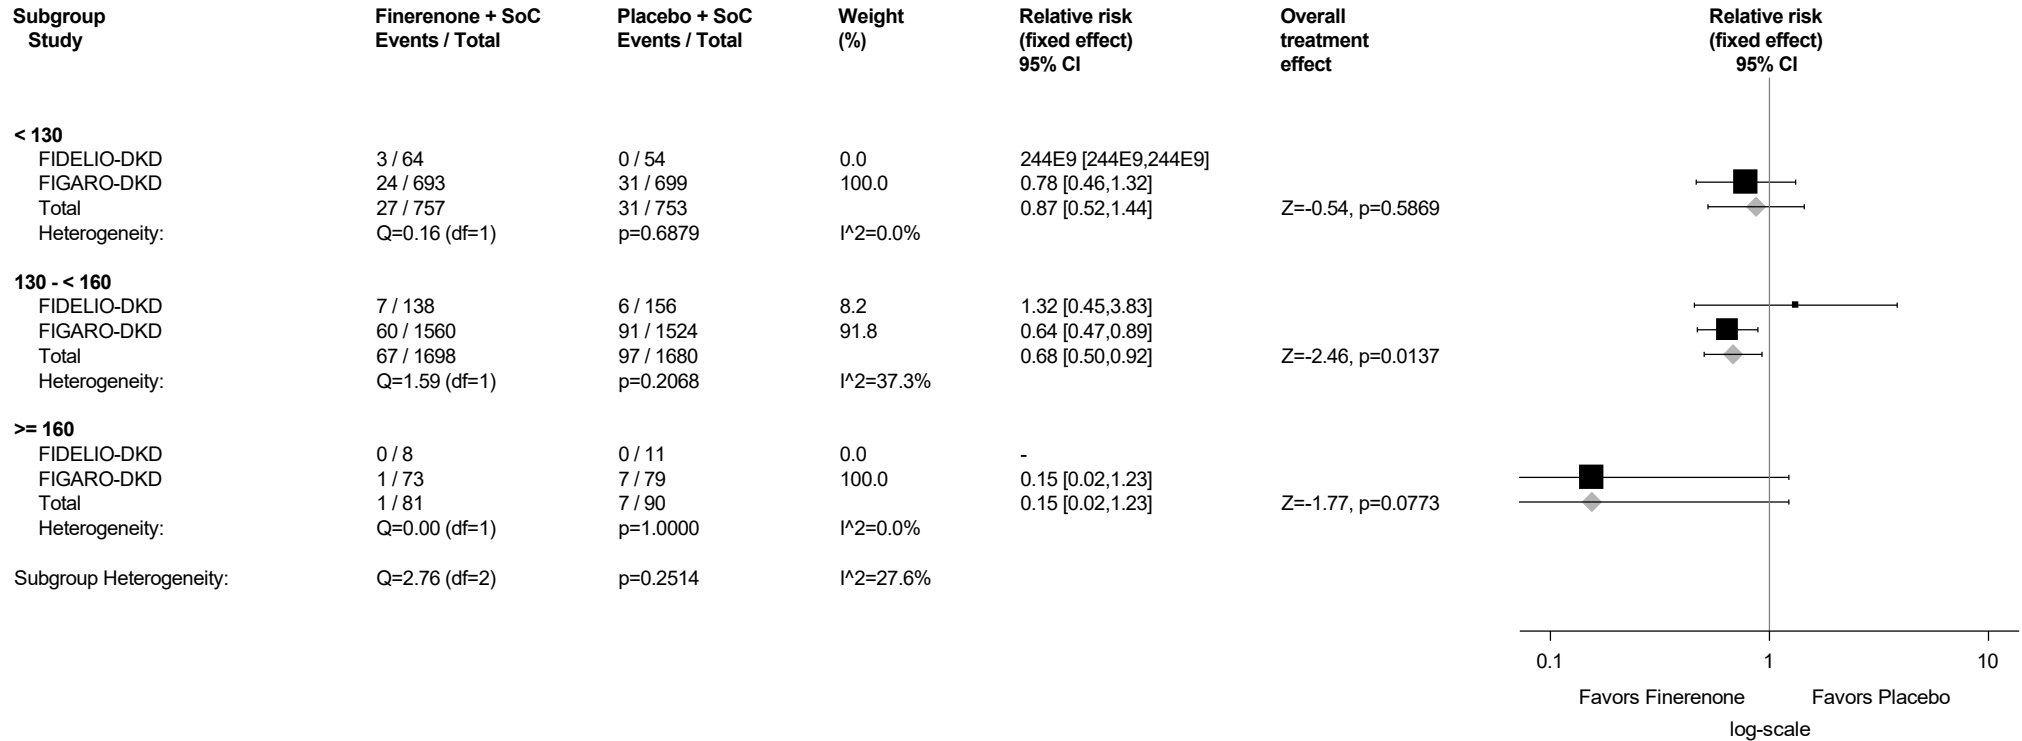 Subgroup Finerenone + SoC Placebo + SoC Weight Relative risk Overall Relative risk
Study Events / Total Events / Total (%) (fixed effect) treatment (fixed effect)
95% CI effect 95% CI
< 130
FIDELIO-DKD 3 / 64 0 / 54 0.0 244E9 [244E9,244E9]
FIGARO-DKD 24 / 693 31 / 699 100.0 0.78 [0.46,1.32]
Total 27 / 757 31 / 753 0.87 [0.52,1.44] Z=-0.54, p=0.5869
Heterogeneity: Q=0.16 (df=1) p=0.6879 I^2=0.0%
130 - < 160
FIDELIO-DKD 7 / 138 6 / 156 8.2 1.32 [0.45,3.83]
FIGARO-DKD 60 / 1560 91 / 1524 91.8 0.64 [0.47,0.89]
Total 67 / 1698 97 / 1680 0.68 [0.50,0.92] Z=-2.46, p=0.0137
Heterogeneity: Q=1.59 (df=1) p=0.2068 I^2=37.3%
>= 160
FIDELIO-DKD 0 / 8 0 / 11 0.0 -
FIGARO-DKD 1 / 73 7 / 79 100.0 0.15 [0.02,1.23]
Total 1 / 81 7 / 90 0.15 [0.02,1.23] Z=-1.77, p=0.0773
Heterogeneity: Q=0.00 (df=1) p=1.0000 I^2=0.0%
Subgroup Heterogeneity: Q=2.76 (df=2) p=0.2514 I^2=27.6%
0.1 1 10
Favors Finerenone Favors Placebo
log-scale